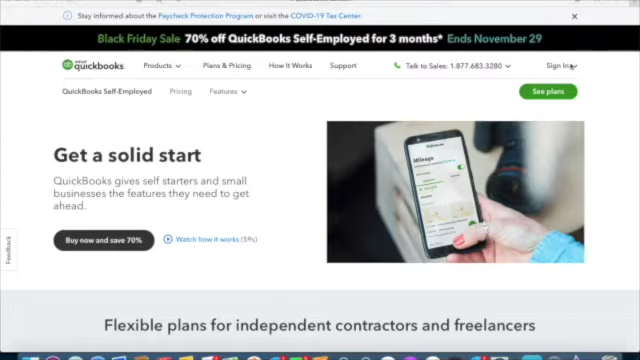 Stay informed about the Paycheck Protection Program or visit the COVID-19 Tax Center.
Black Friday Sale 70% off QuickBooks Self-Employed for 3 months* Ends November 29
intuit quickbooks.
Products
Plans & Pricing
How It Works
Support
Talk to Sales: 1.877.683.3280
Sign In
QuickBooks Self-Employed
Pricing
Features
See plans
Get a solid start
QuickBooks gives self starters and small
businesses the features they need to get
ahead.
Buy now and save 70%
Watch how it works (59s)
Mileage
Feedback
Flexible plans for independent contractors and freelancers